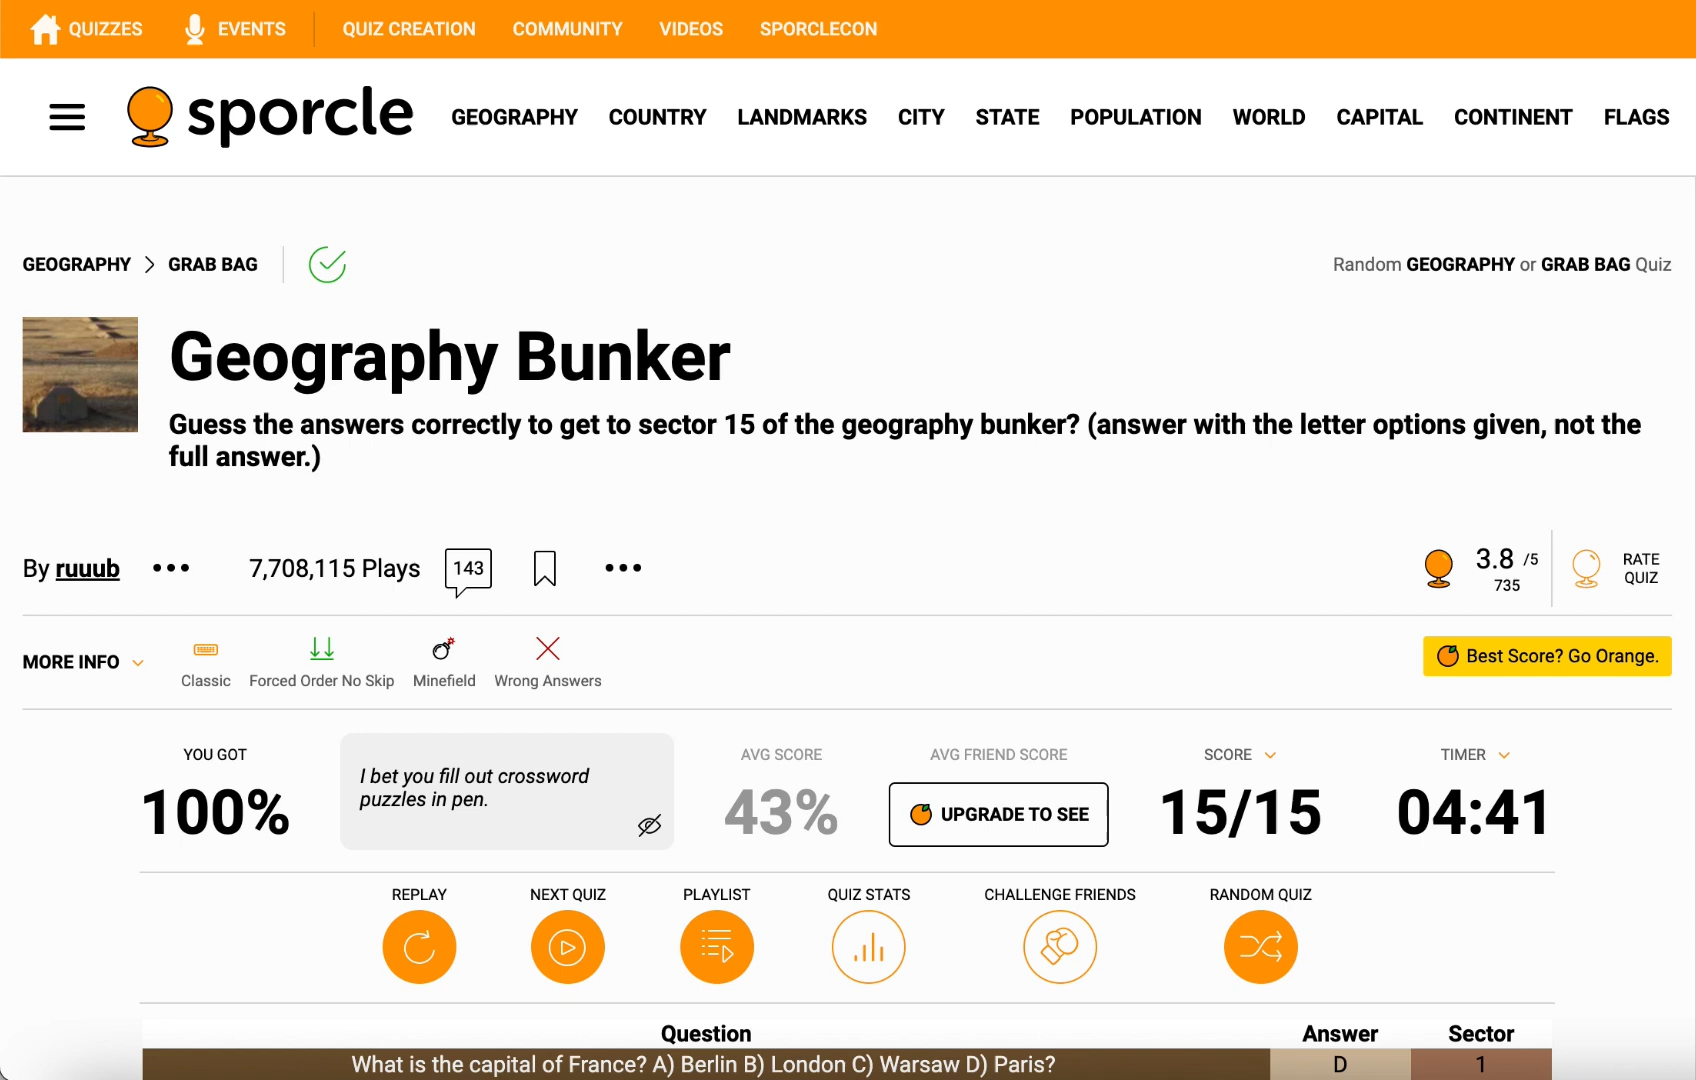 QUIZZES EVENTS QUIZ CREATION COMMUNITY VIDEOS SPORCLECON
sporcle GEOGRAPHY COUNTRY LANDMARKS CITY STATE POPULATION WORLD CAPITAL CONTINENT FLAGS
GEOGRAPHY > GRAB BAG Random GEOGRAPHY or GRAB BAG Quiz
Geography Bunker
Guess the answers correctly to get to sector 15 of the geography bunker? (answer with the letter options given, not the
full answer.)
By ruuub ••• 7,708,115 Plays 143 ••• 3.8 /5 735 RATE QUIZ
MORE INFO Classic Forced Order No Skip Minefield Wrong Answers Best Score? Go Orange.
YOU GOT AVG SCORE AVG FRIEND SCORE SCORE TIMER
I bet you fill out crossword
puzzles in pen.
100% 43% UPGRADE TO SEE 15/15 04:41
REPLAY NEXT QUIZ PLAYLIST QUIZ STATS CHALLENGE FRIENDS RANDOM QUIZ
Question Answer Sector
What is the capital of France? A) Berlin B) London C) Warsaw D) Paris? D 1